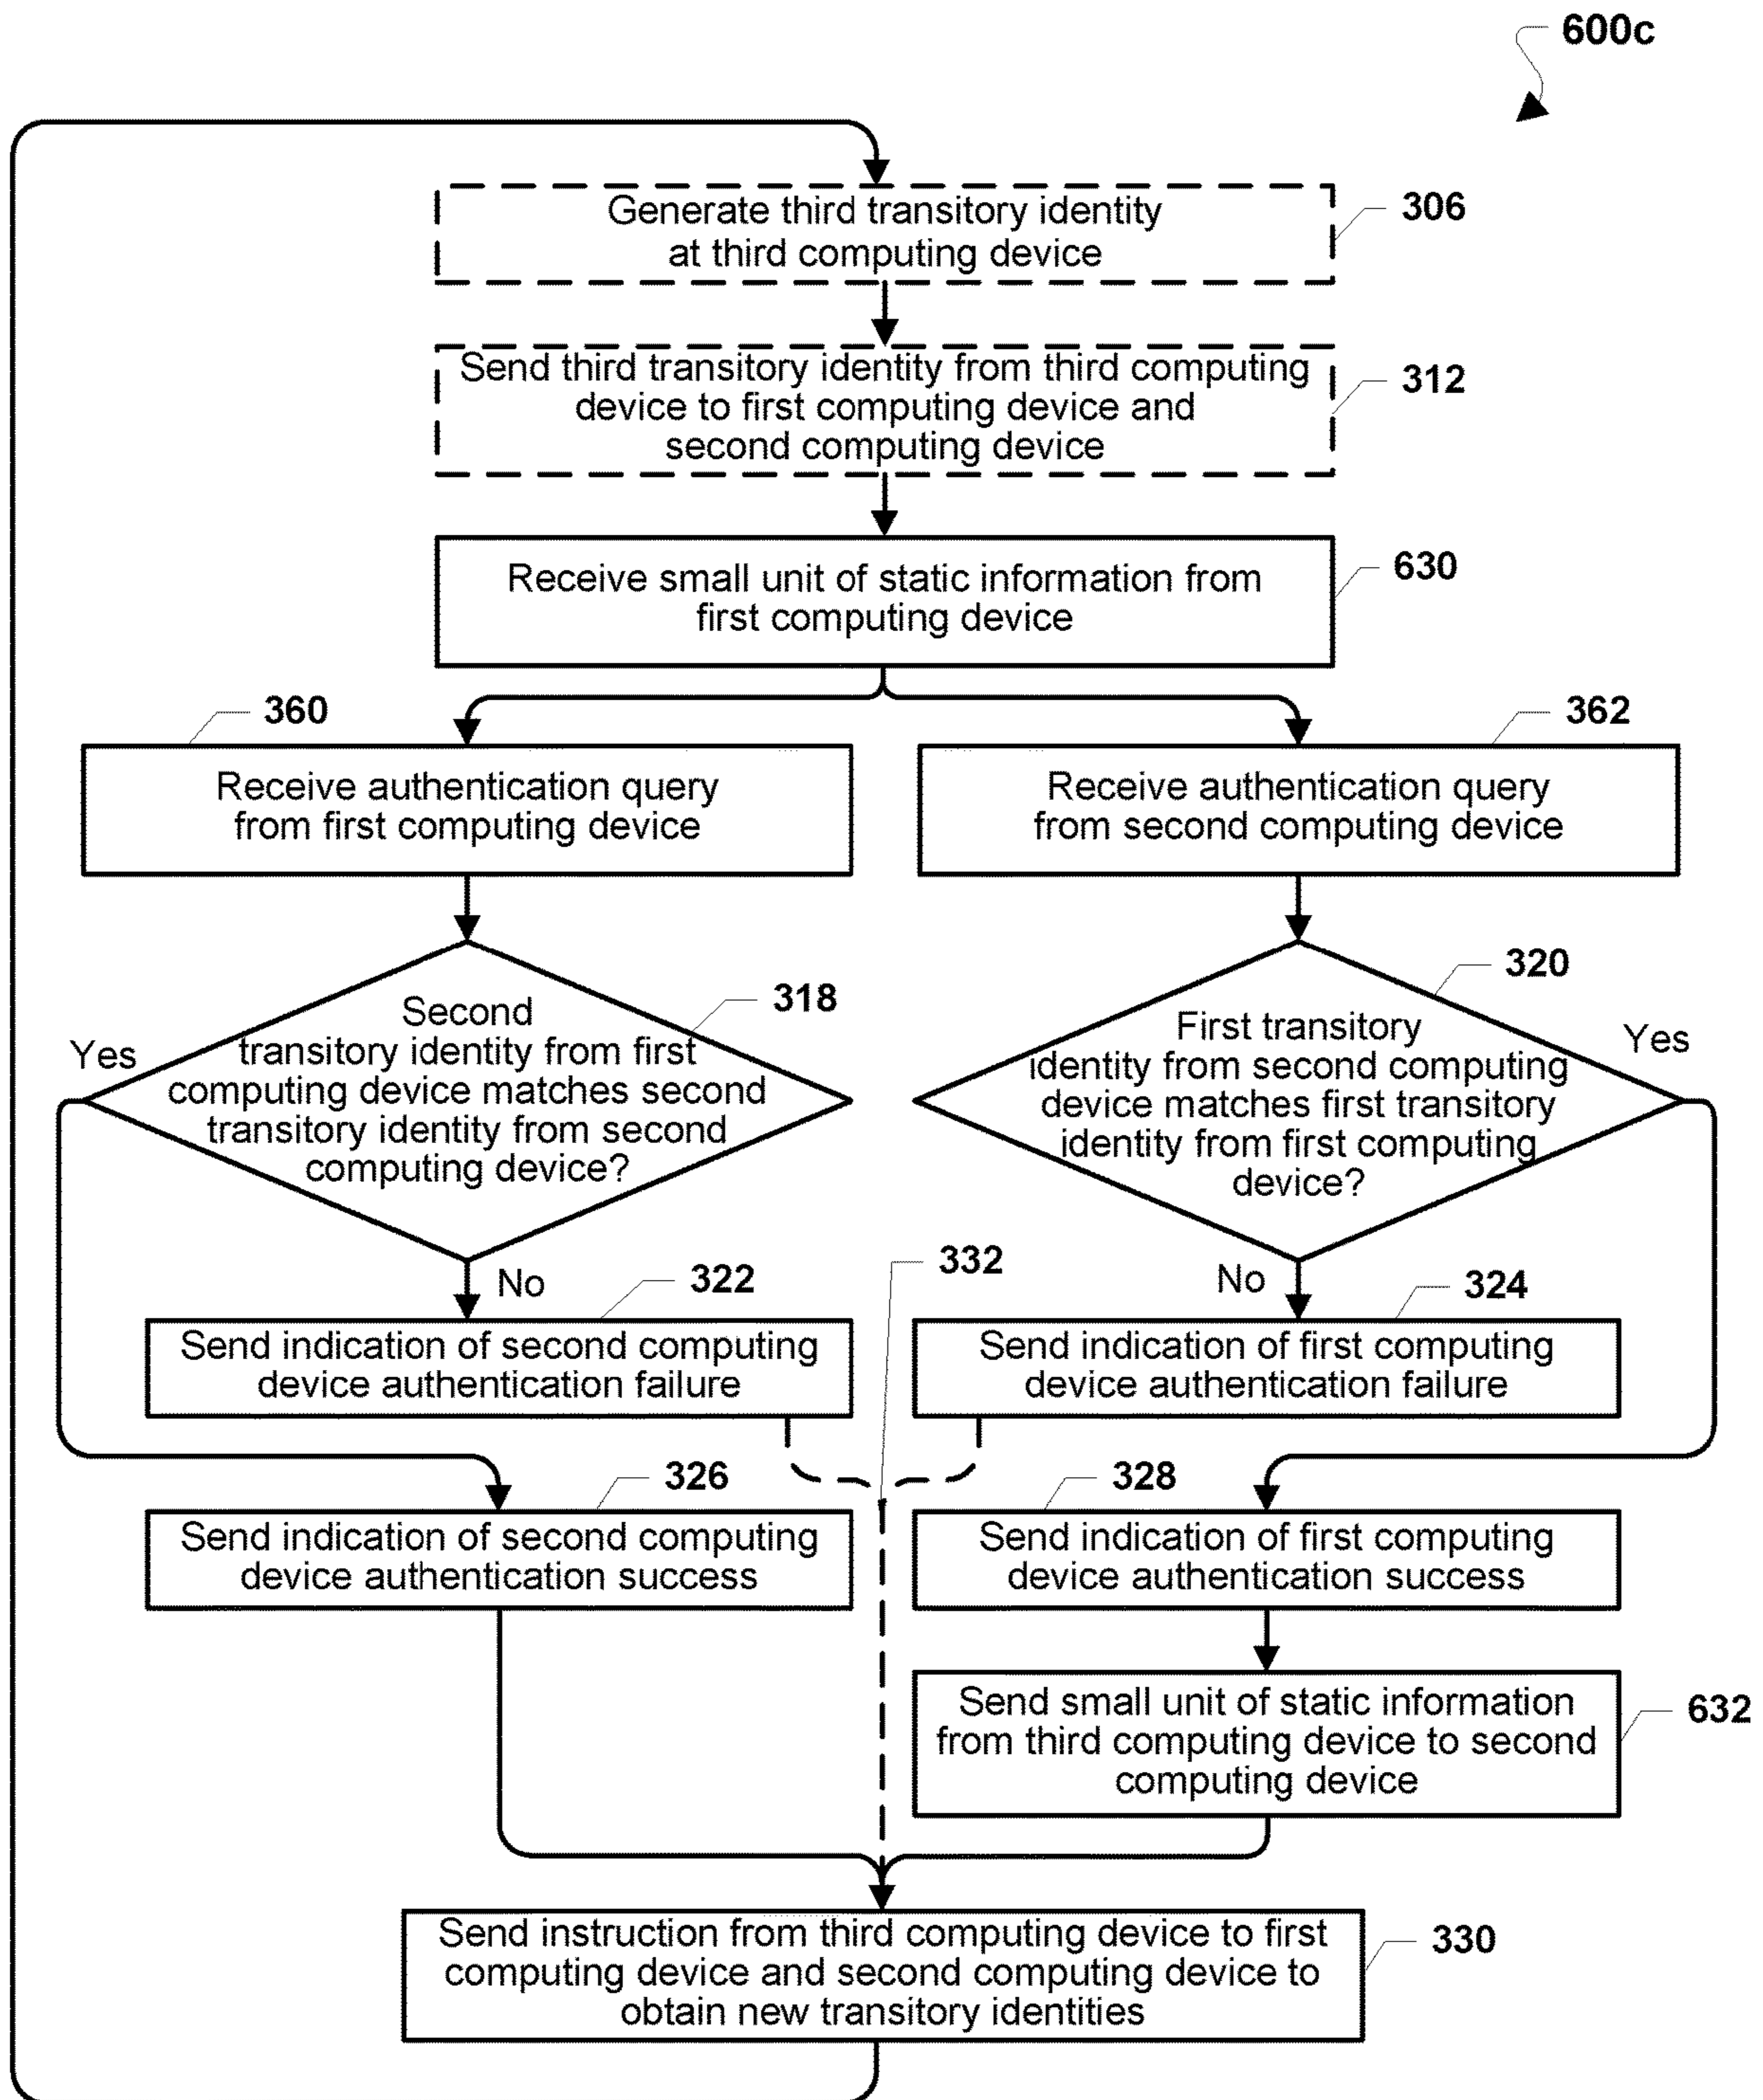 600c
Generate third transitory identity
at third computing device
306
Send third transitory identity from third computing
device to first computing device and
second computing device
312
Receive small unit of static information from
first computing device
630
360
362
Receive authentication query
from first computing device
Receive authentication query
from second computing device
318
Second
transitory identity from first
computing device matches second
transitory identity from second
computing device?
Yes
320
First transitory
identity from second computing
device matches first transitory
identity from first computing
device?
Yes
332
No
322
No
324
Send indication of second computing
device authentication failure
Send indication of first computing
device authentication failure
326
328
Send indication of second computing
device authentication success
Send indication of first computing
device authentication success
Send small unit of static information
from third computing device to second
computing device
632
Send instruction from third computing device to first
computing device and second computing device to
obtain new transitory identities
330